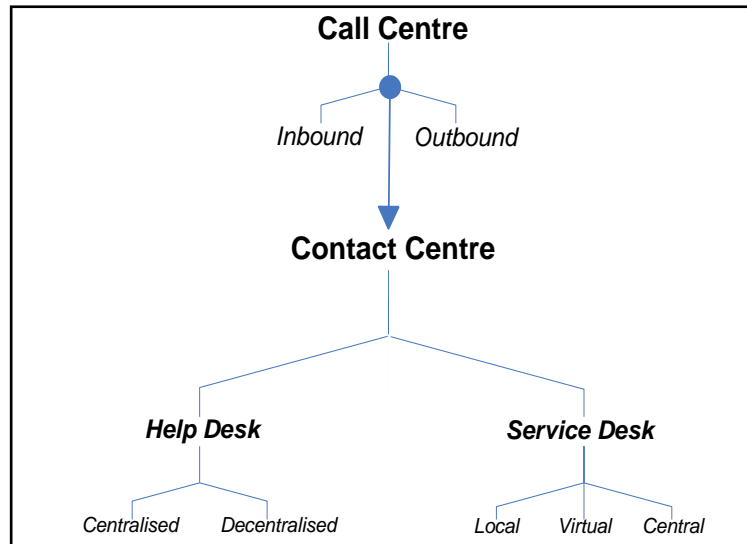 Call Centre
Inbound Outbound
Contact Centre
Help Desk Service Desk
Centralised Decentralised Local Virtual Central